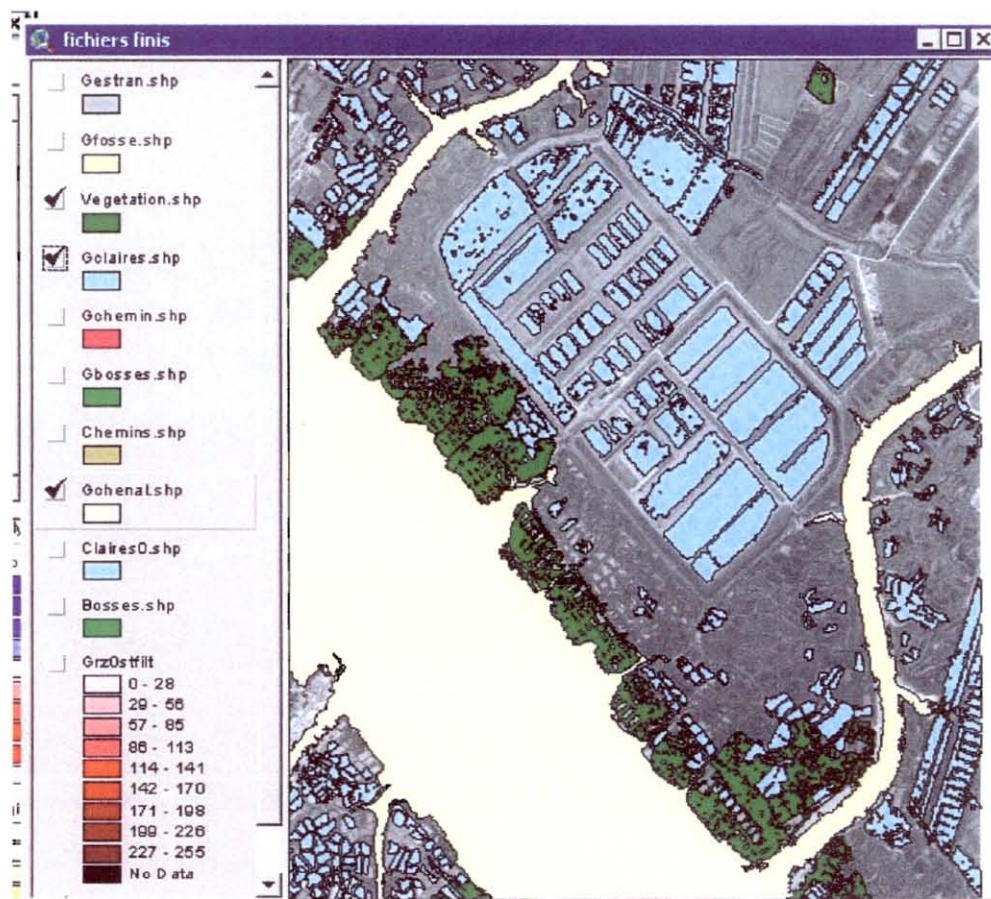 fichiers finis
Gestran.shp
Gfosse.shp
Vegetation.shp
Gclaires.shp
Gchemin.shp
Gbosses.shp
Chemins.shp
Gchenal.shp
Claires0.shp
Bosses.shp
Grz0stfilt
0 - 28
29 - 56
57 - 85
86 - 113
114 - 141
142 - 170
171 - 198
199 - 226
227 - 255
No Data